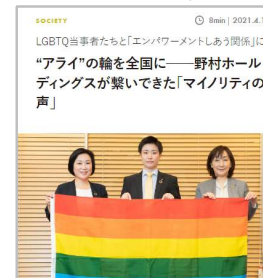 SOCIETY
8min | 2021.4.1
LGBTQ当事者たちと「エンパワーメントしあう関係」に
“アライ”の輪を全国に──野村ホール
ディングスが繋いできた「マイノリティの
声」